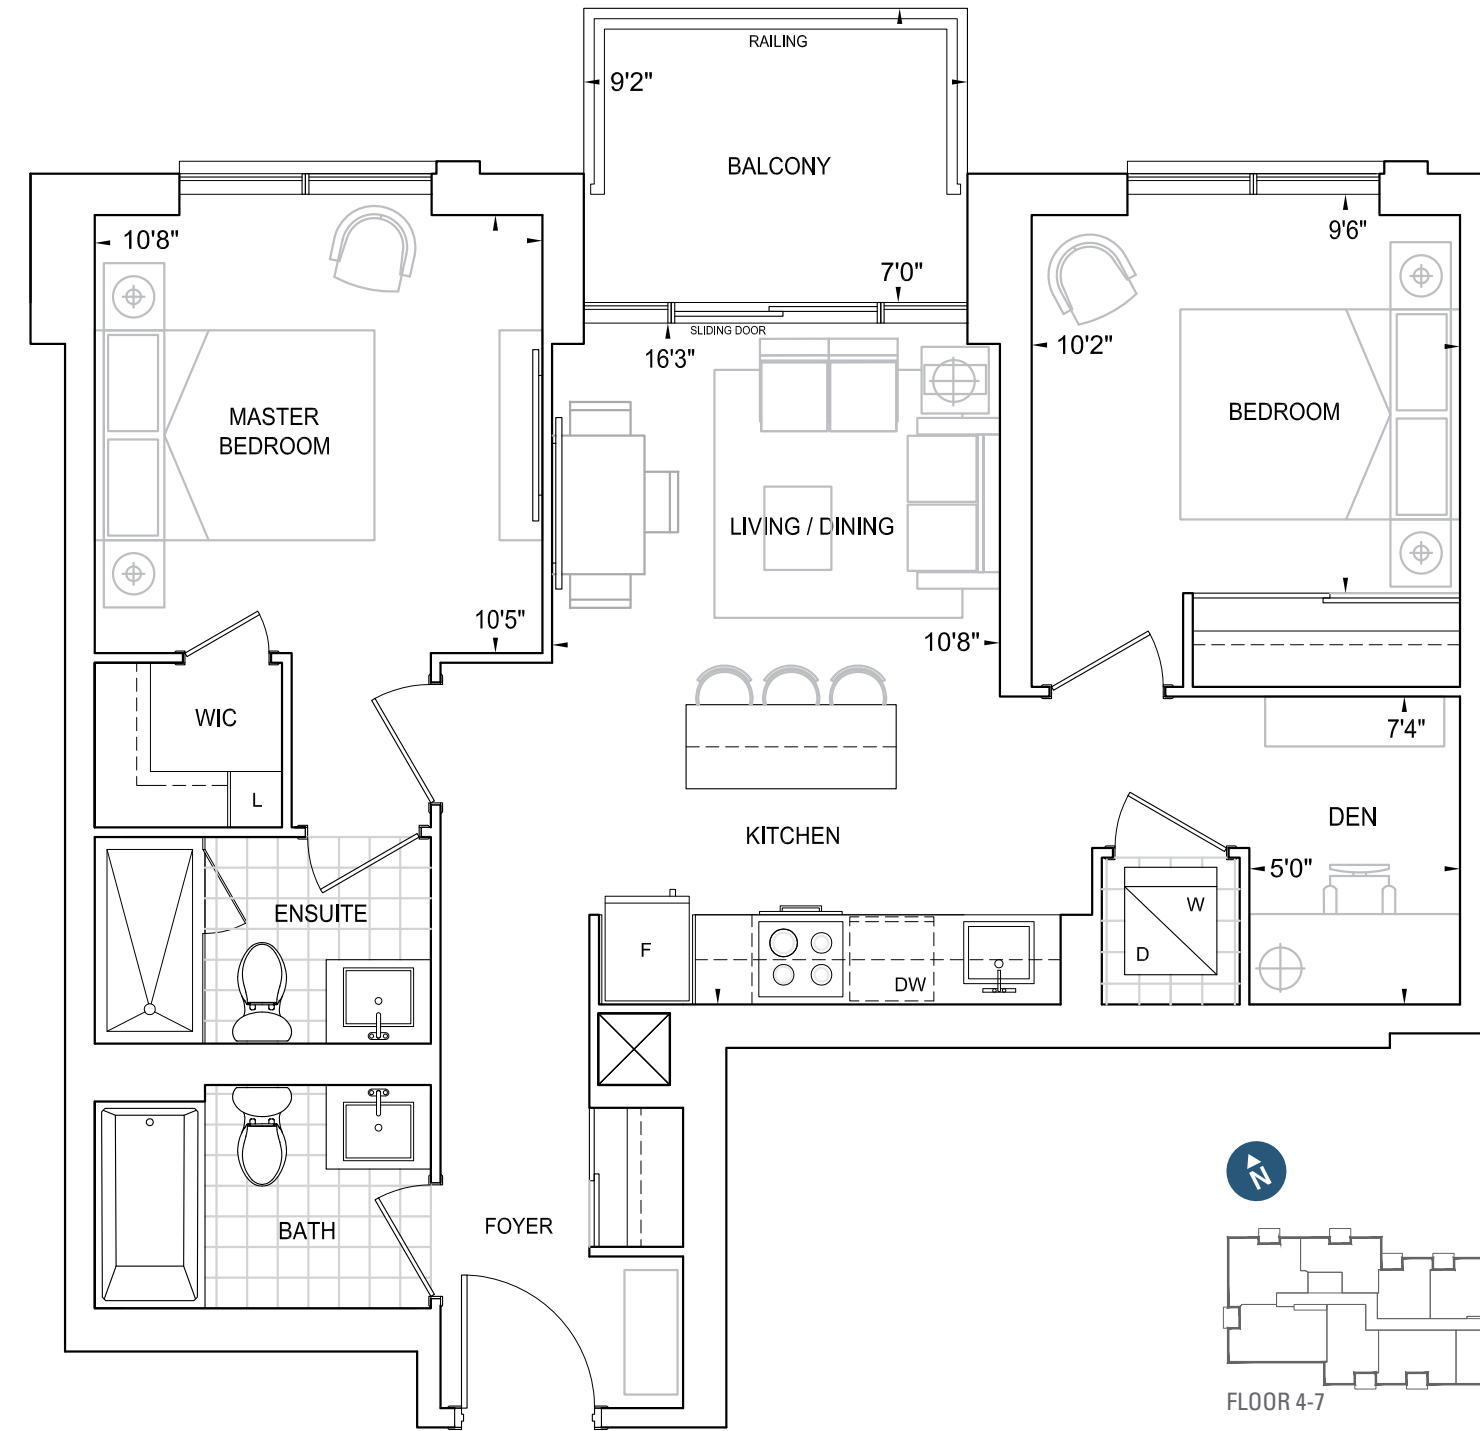 RAILING
9'2"
BALCONY
7'0"
SLIDING DOOR
10'8"
9'6"
16'3"
10'2"
MASTER
BEDROOM
BEDROOM
LIVING / DINING
10'5"
10'8"
WIC
L
7'4"
KITCHEN
DEN
5'0"
ENSUITE
F
DW
W
D
BATH
FOYER
N
FLOOR 4-7